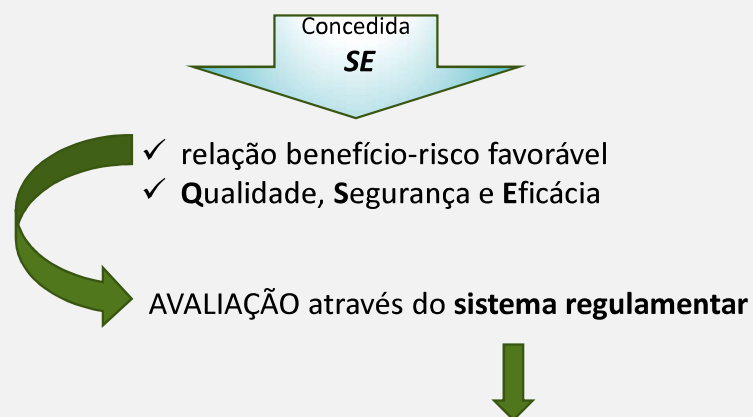 Concedida
SE
✓ relação benefício-risco favorável
✓ Qualidade, Segurança e Eficácia
AVALIAÇÃO através do sistema regulamentar